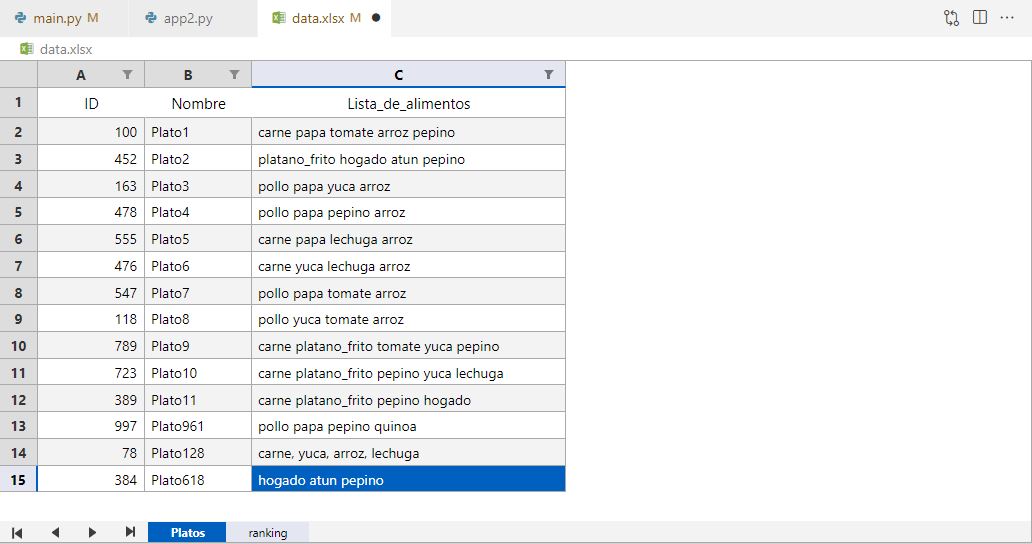 main.py M app2.py data.xlsx M
data.xlsx
A B C
1 ID Nombre Lista_de_alimentos
2 100 Plato1 carne papa tomate arroz pepino
3 452 Plato2 platano_frito hogado atun pepino
4 163 Plato3 pollo papa yuca arroz
5 478 Plato4 pollo papa pepino arroz
6 555 Plato5 carne papa lechuga arroz
7 476 Plato6 carne yuca lechuga arroz
8 547 Plato7 pollo papa tomate arroz
9 118 Plato8 pollo yuca tomate arroz
10 789 Plato9 carne platano_frito tomate yuca pepino
11 723 Plato10 carne platano_frito pepino yuca lechuga
12 389 Plato11 carne platano_frito pepino hogado
13 997 Plato961 pollo papa pepino quinoa
14 78 Plato128 carne, yuca, arroz, lechuga
15 384 Plato618 hogado atun pepino
Platos ranking